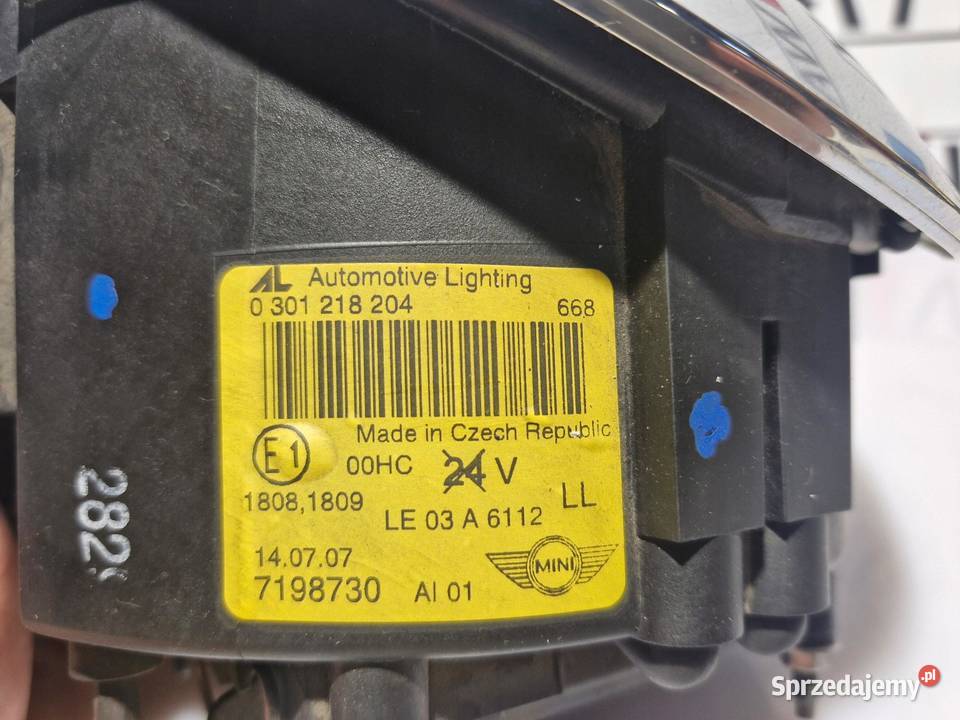 AL Automotive Lighting
0 301 218 204 668
Made in Czech Republic
E1 00HC 24 V
1808,1809 LL
LE 03 A 6112
14.07.07 MINI
7198730 AI 01
282
Sprzedajemy.pl